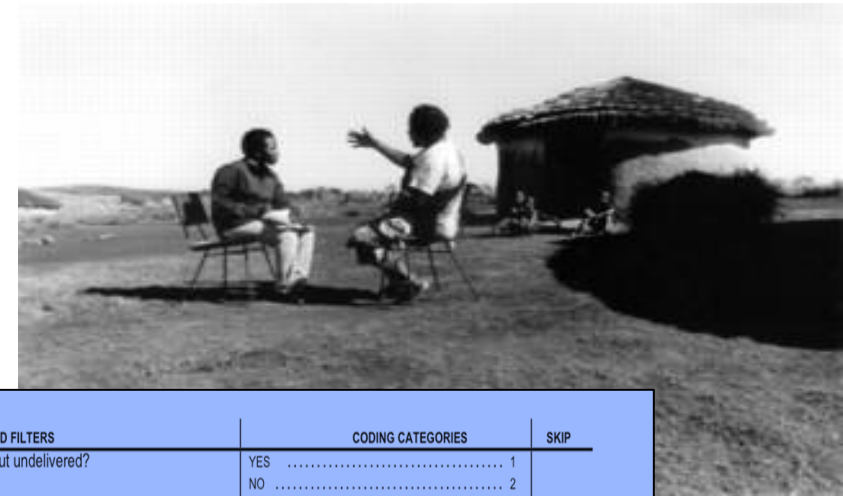 D FILTERS CODING CATEGORIES SKIP
ut undelivered? YES ..................................... 1
NO ....................................... 2